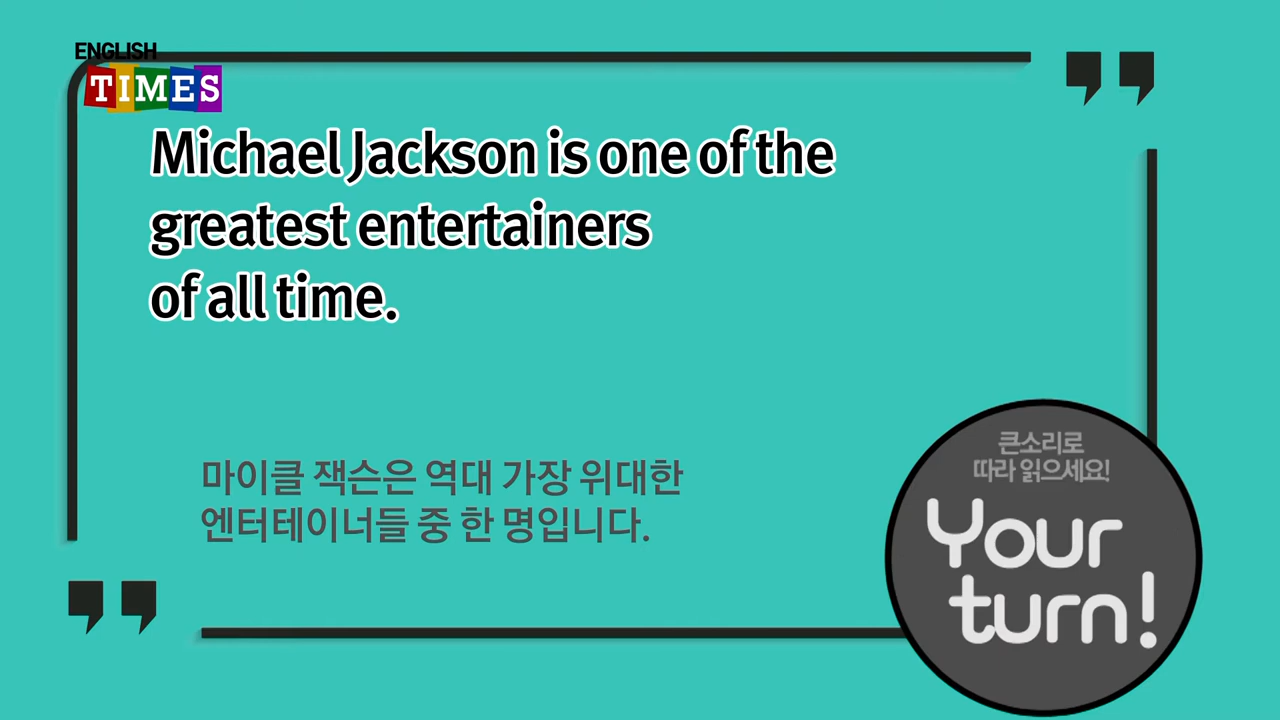 ENGLISH
TIMES
Michael Jackson is one of the
greatest entertainers
of all time.
마이클 잭슨은 역대 가장 위대한
엔터테이너들 중 한 명입니다.
큰소리로
따라 읽으세요!
Your
turn!